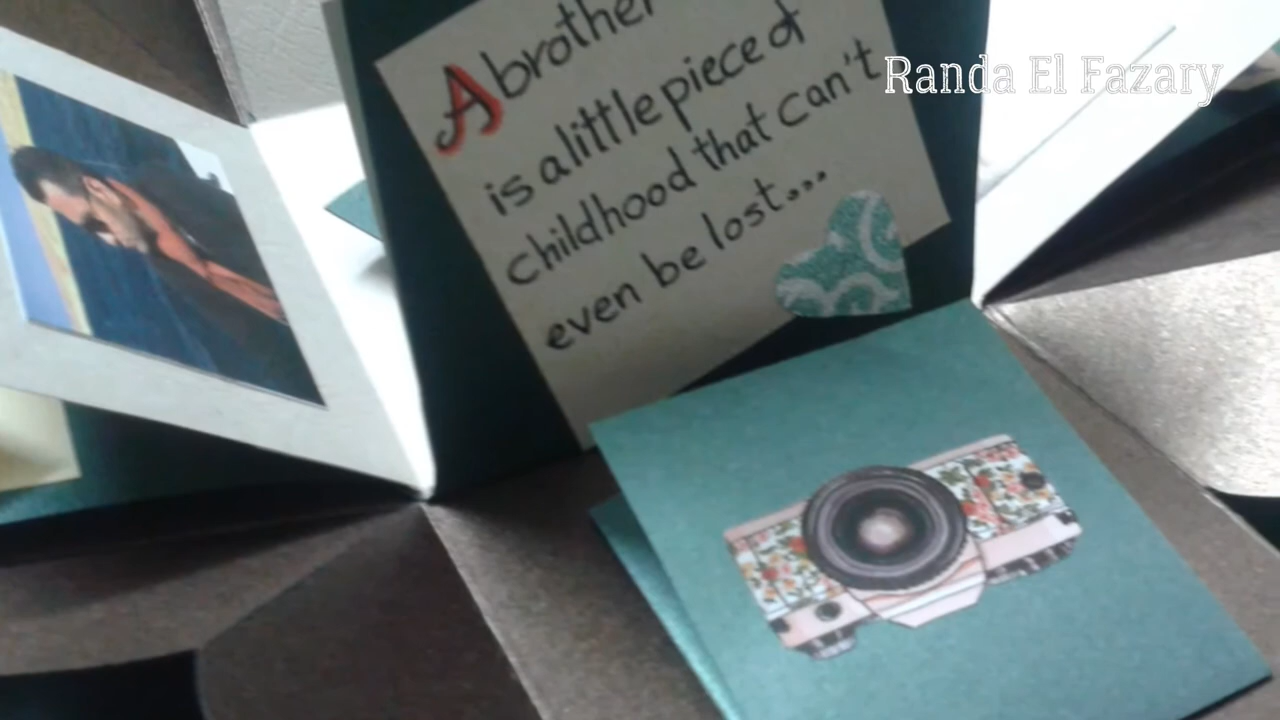 A brother
is a little piece of
childhood that can't
even be lost...
Randa El Fazary